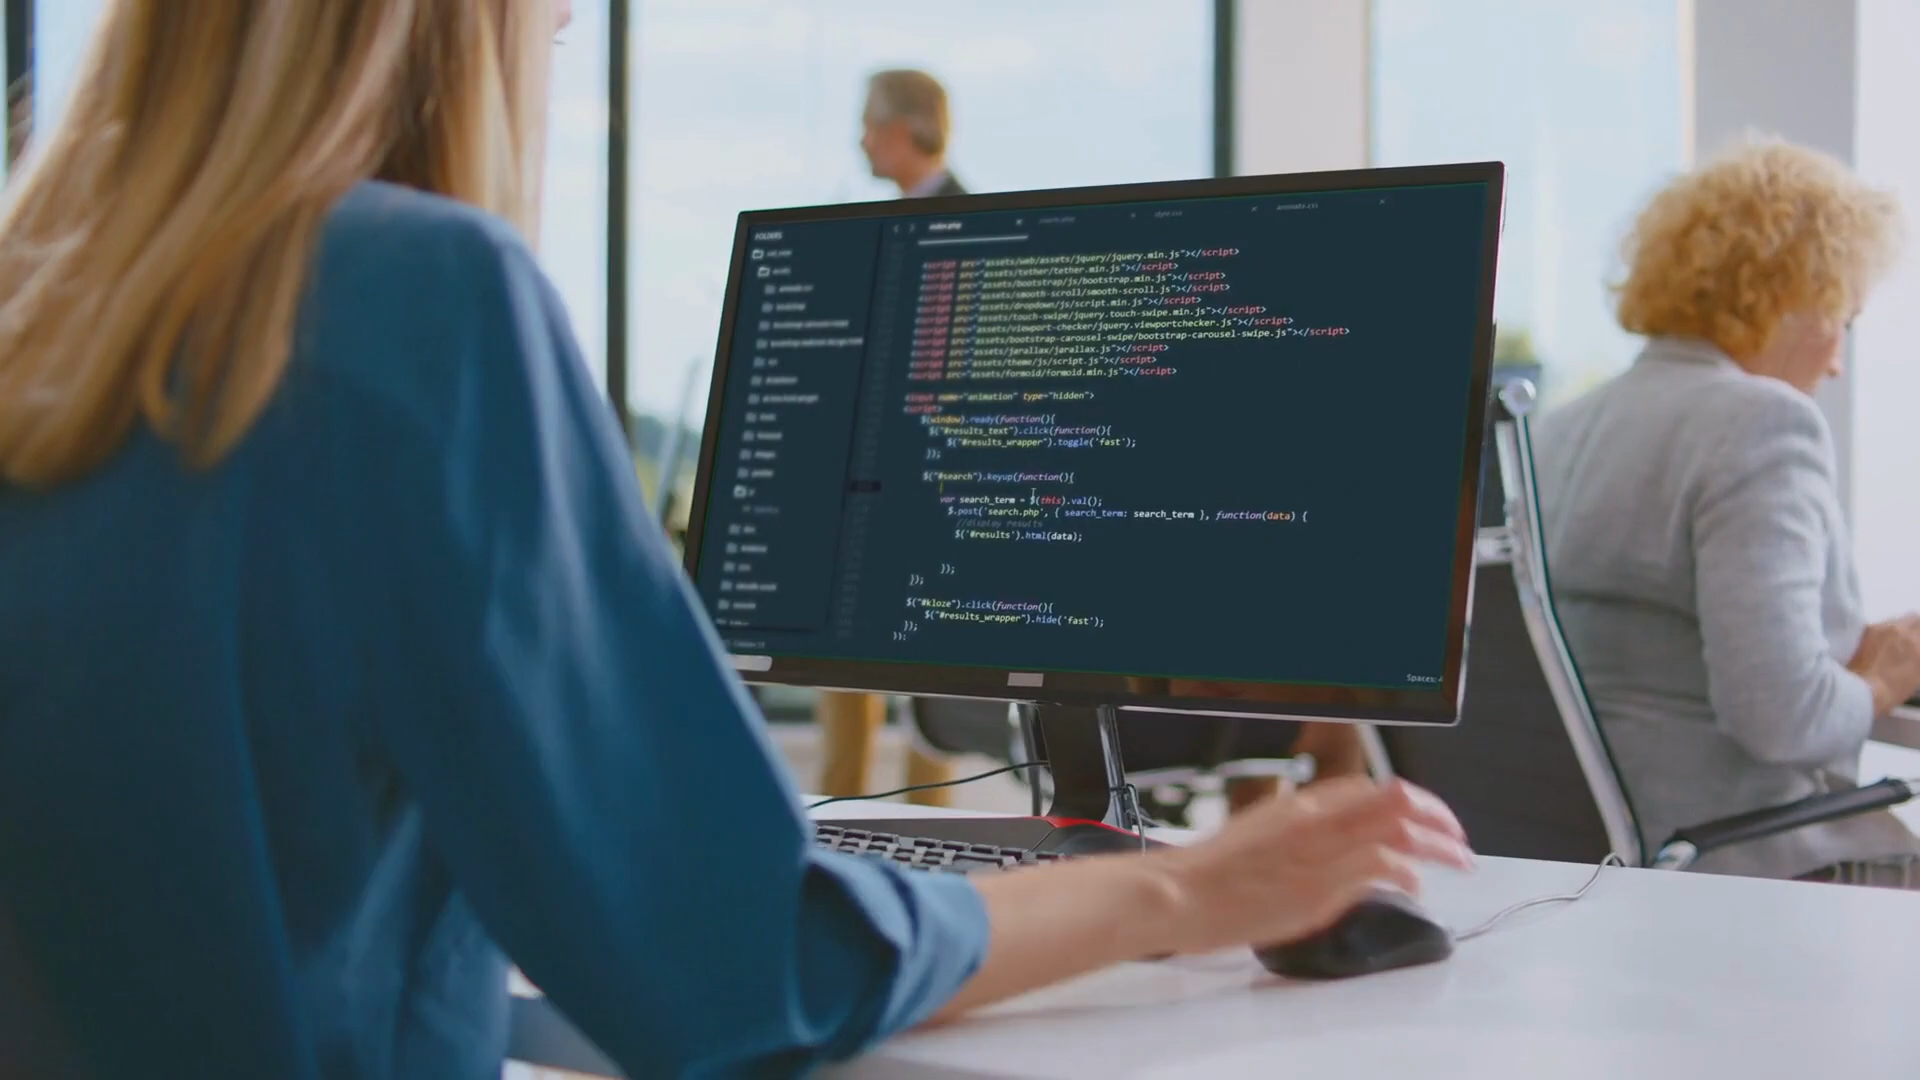 FOLDERS
index.php
style.css
animate.css
<script src="assets/web/assets/jquery/jquery.min.js"></script>
<script src="assets/tether/tether.min.js"></script>
<script src="assets/bootstrap/js/bootstrap.min.js"></script>
<script src="assets/smooth-scroll/smooth-scroll.js"></script>
<script src="assets/dropdown/js/script.min.js"></script>
<script src="assets/touch-swipe/jquery.touch-swipe.min.js"></script>
<script src="assets/viewport-checker/jquery.viewportchecker.js"></script>
<script src="assets/bootstrap-carousel-swipe/bootstrap-carousel-swipe.js"></script>
<script src="assets/jarallax/jarallax.js"></script>
<script src="assets/theme/js/script.js"></script>
<script src="assets/formoid/formoid.min.js"></script>
<input name="animation" type="hidden">
<script>
$(window).ready(function(){
$("#results_text").click(function(){
$("#results_wrapper").toggle('fast');
});
$("#search").keyup(function(){
var search_term = $(this).val();
$.post('search.php', { search_term: search_term }, function(data) {
//display results
$('#results').html(data);
});
});
$("#kloze").click(function(){
$("#results_wrapper").hide('fast');
});
});
Spaces: 4